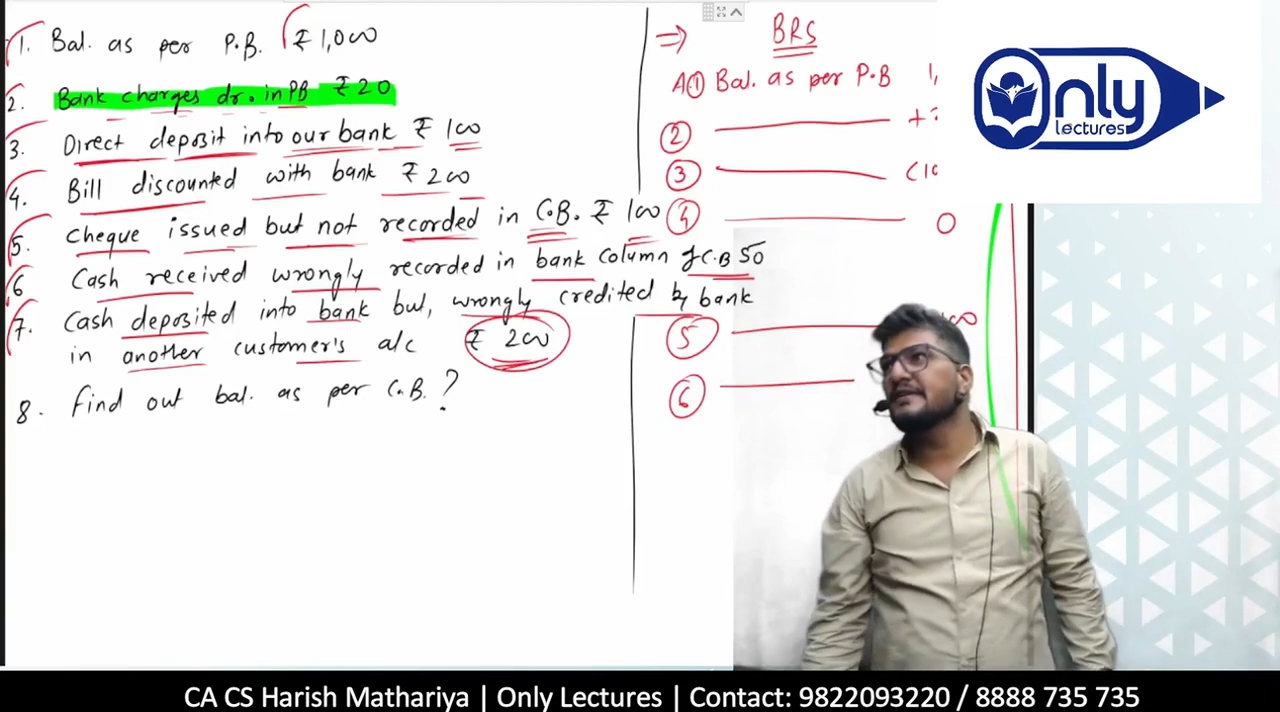 1. Bal. as per P.B. ₹ 1,000
2. Bank charges dr. in PB ₹ 20
3. Direct deposit into our bank ₹ 100
4. Bill discounted with bank ₹ 200
5. Cheque issued but not recorded in C.B. ₹ 100
6 Cash received wrongly recorded in bank column of C.B 50
7. Cash deposited into bank but, wrongly credited by bank
in another customer's a/c ₹ 200
8. Find out bal. as per C.B.?
⇒ BRS
A① Bal. as per P.B 1,
② +
③ (10
④ 0
⑤
⑥
Only
lectures
CA CS Harish Mathariya | Only Lectures | Contact: 9822093220 / 8888 735 735